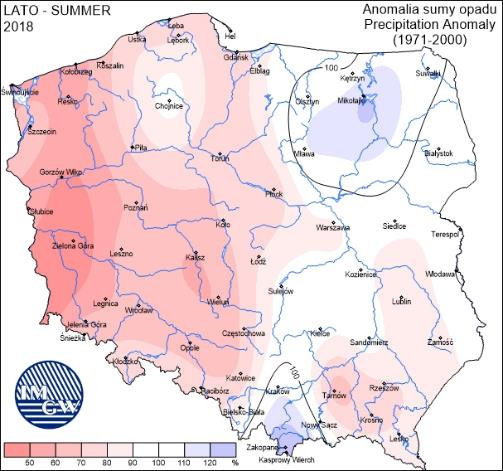 LATO - SUMMER
2018
Anomalia sumy opadu
Precipitation Anomaly
(1971-2000)
Łeba
Ustka
Lębork
Hel
Koszalin
Gdańsk
Kołobrzeg
Elbląg
100
Kętrzyn
Suwałki
Świnoujście
Resko
Chojnice
Olsztyn
Mikołajki
Szczecin
Piła
Toruń
Mława
Białystok
Gorzów Wlkp
Płock
Słubice
Poznań
Koło
Warszawa
Siedlce
Terespol
Zielona Góra
Leszno
Kalisz
Łódź
Kozienice
Włodawa
Sulejów
Legnica
Wrocław
Wieluń
Lublin
Jelenia Góra
Śnieżka
Częstochowa
Kielce
Sandomierz
Zamość
Kłodzko
Opole
Katowice
100
Racibórz
Kraków
Tarnów
Rzeszów
Bielsko-Biała
Nowy Sącz
Krosno
Lesko
Zakopane
Kasprowy Wierch
IM
GW
50 60 70 80 90 100 110 120 %